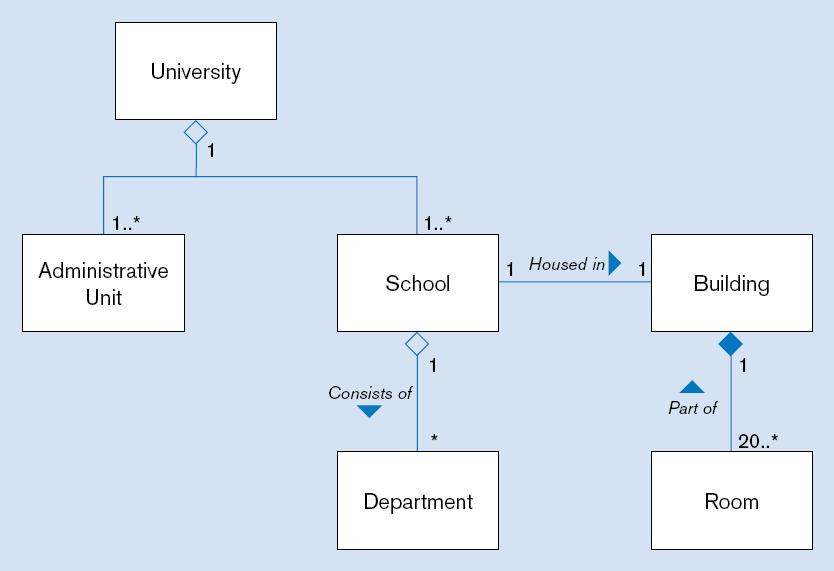 University
1
1..*
1..*
Administrative
Unit
School
1
Housed in
1
Building
1
1
Consists of
Part of
*
20..*
Department
Room